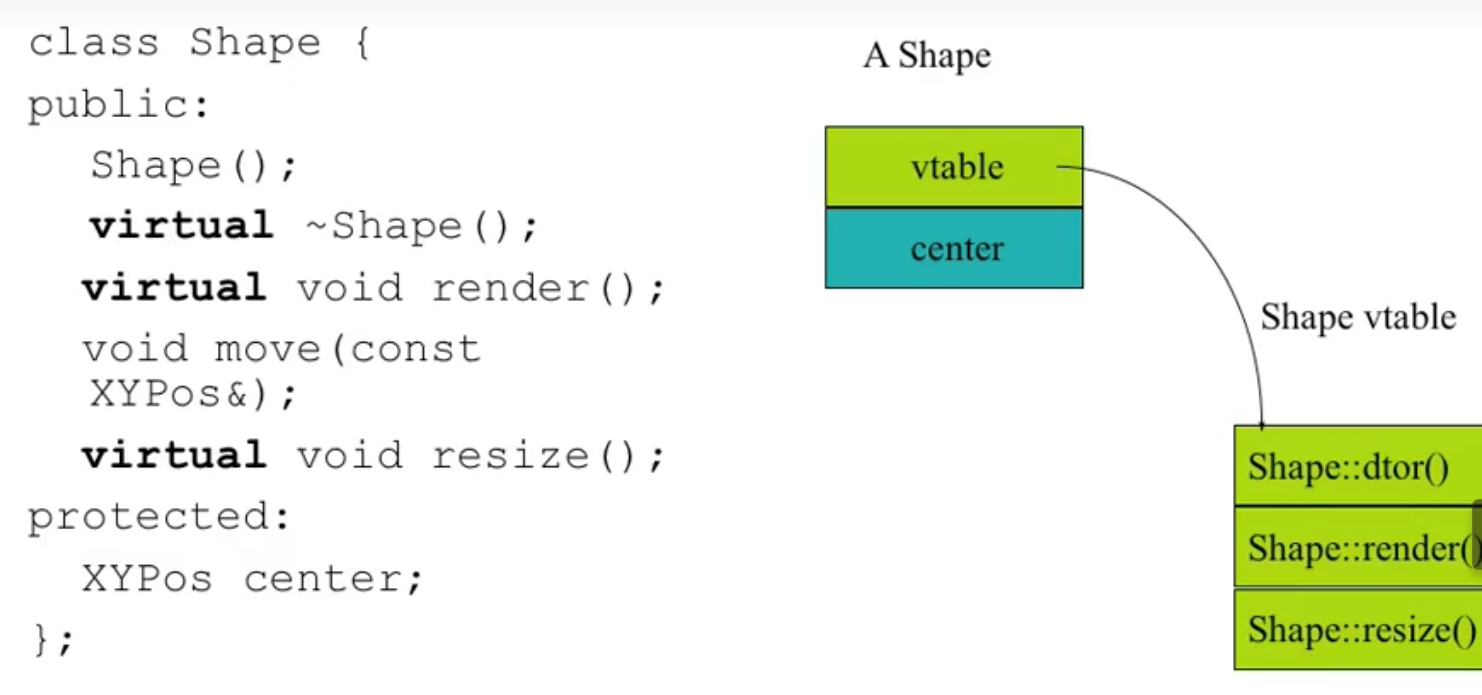 class Shape {
public:
Shape();
virtual ~Shape();
virtual void render();
void move(const
XYPos&);
virtual void resize();
protected:
XYPos center;
};
A Shape
vtable
center
Shape vtable
Shape::dtor()
Shape::render()
Shape::resize()